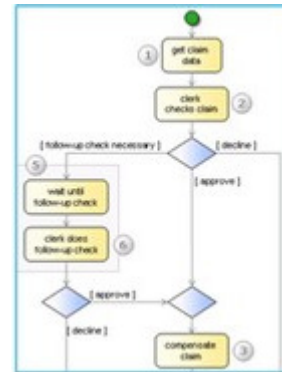 1
get claim
data
clerk
checks claim
2
[ follow-up check necessary ]
[ decline ]
5
[ approve ]
wait until
follow-up check
clerk does
follow-up check
6
[ approve ]
[ decline ]
compensate
claim
3